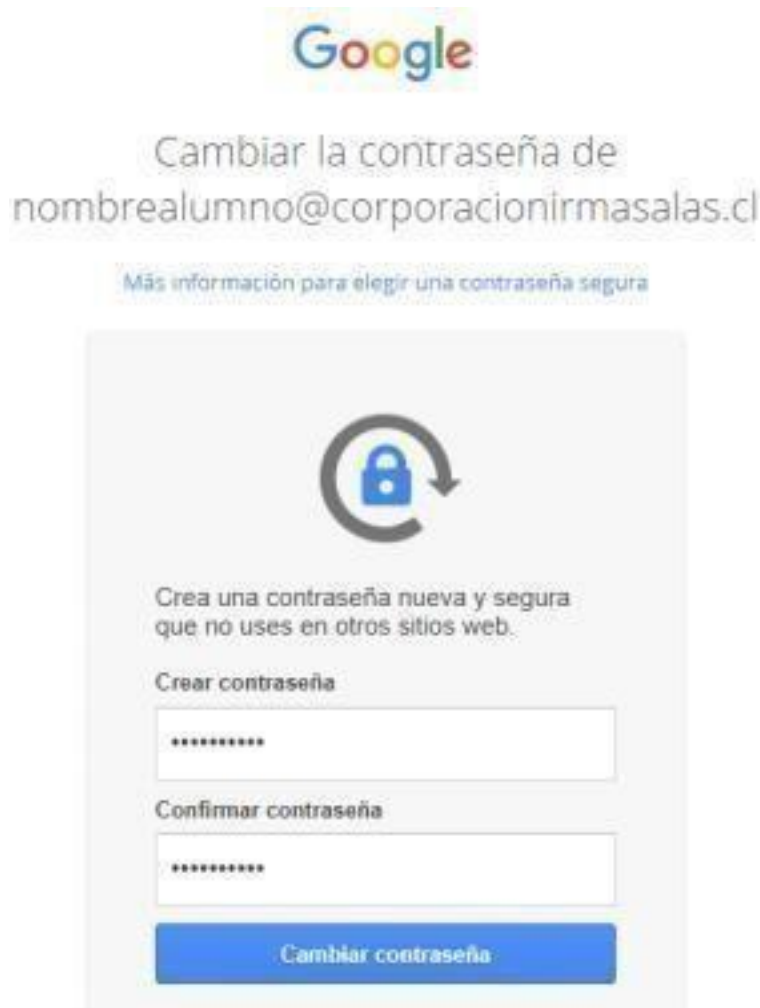 Google
Cambiar la contraseña de
nombrealumno@corporacionirmasalas.cl
Más información para elegir una contraseña segura
Crea una contraseña nueva y segura
que no uses en otros sitios web.
Crear contraseña
••••••••••
Confirmar contraseña
••••••••••
Cambiar contraseña